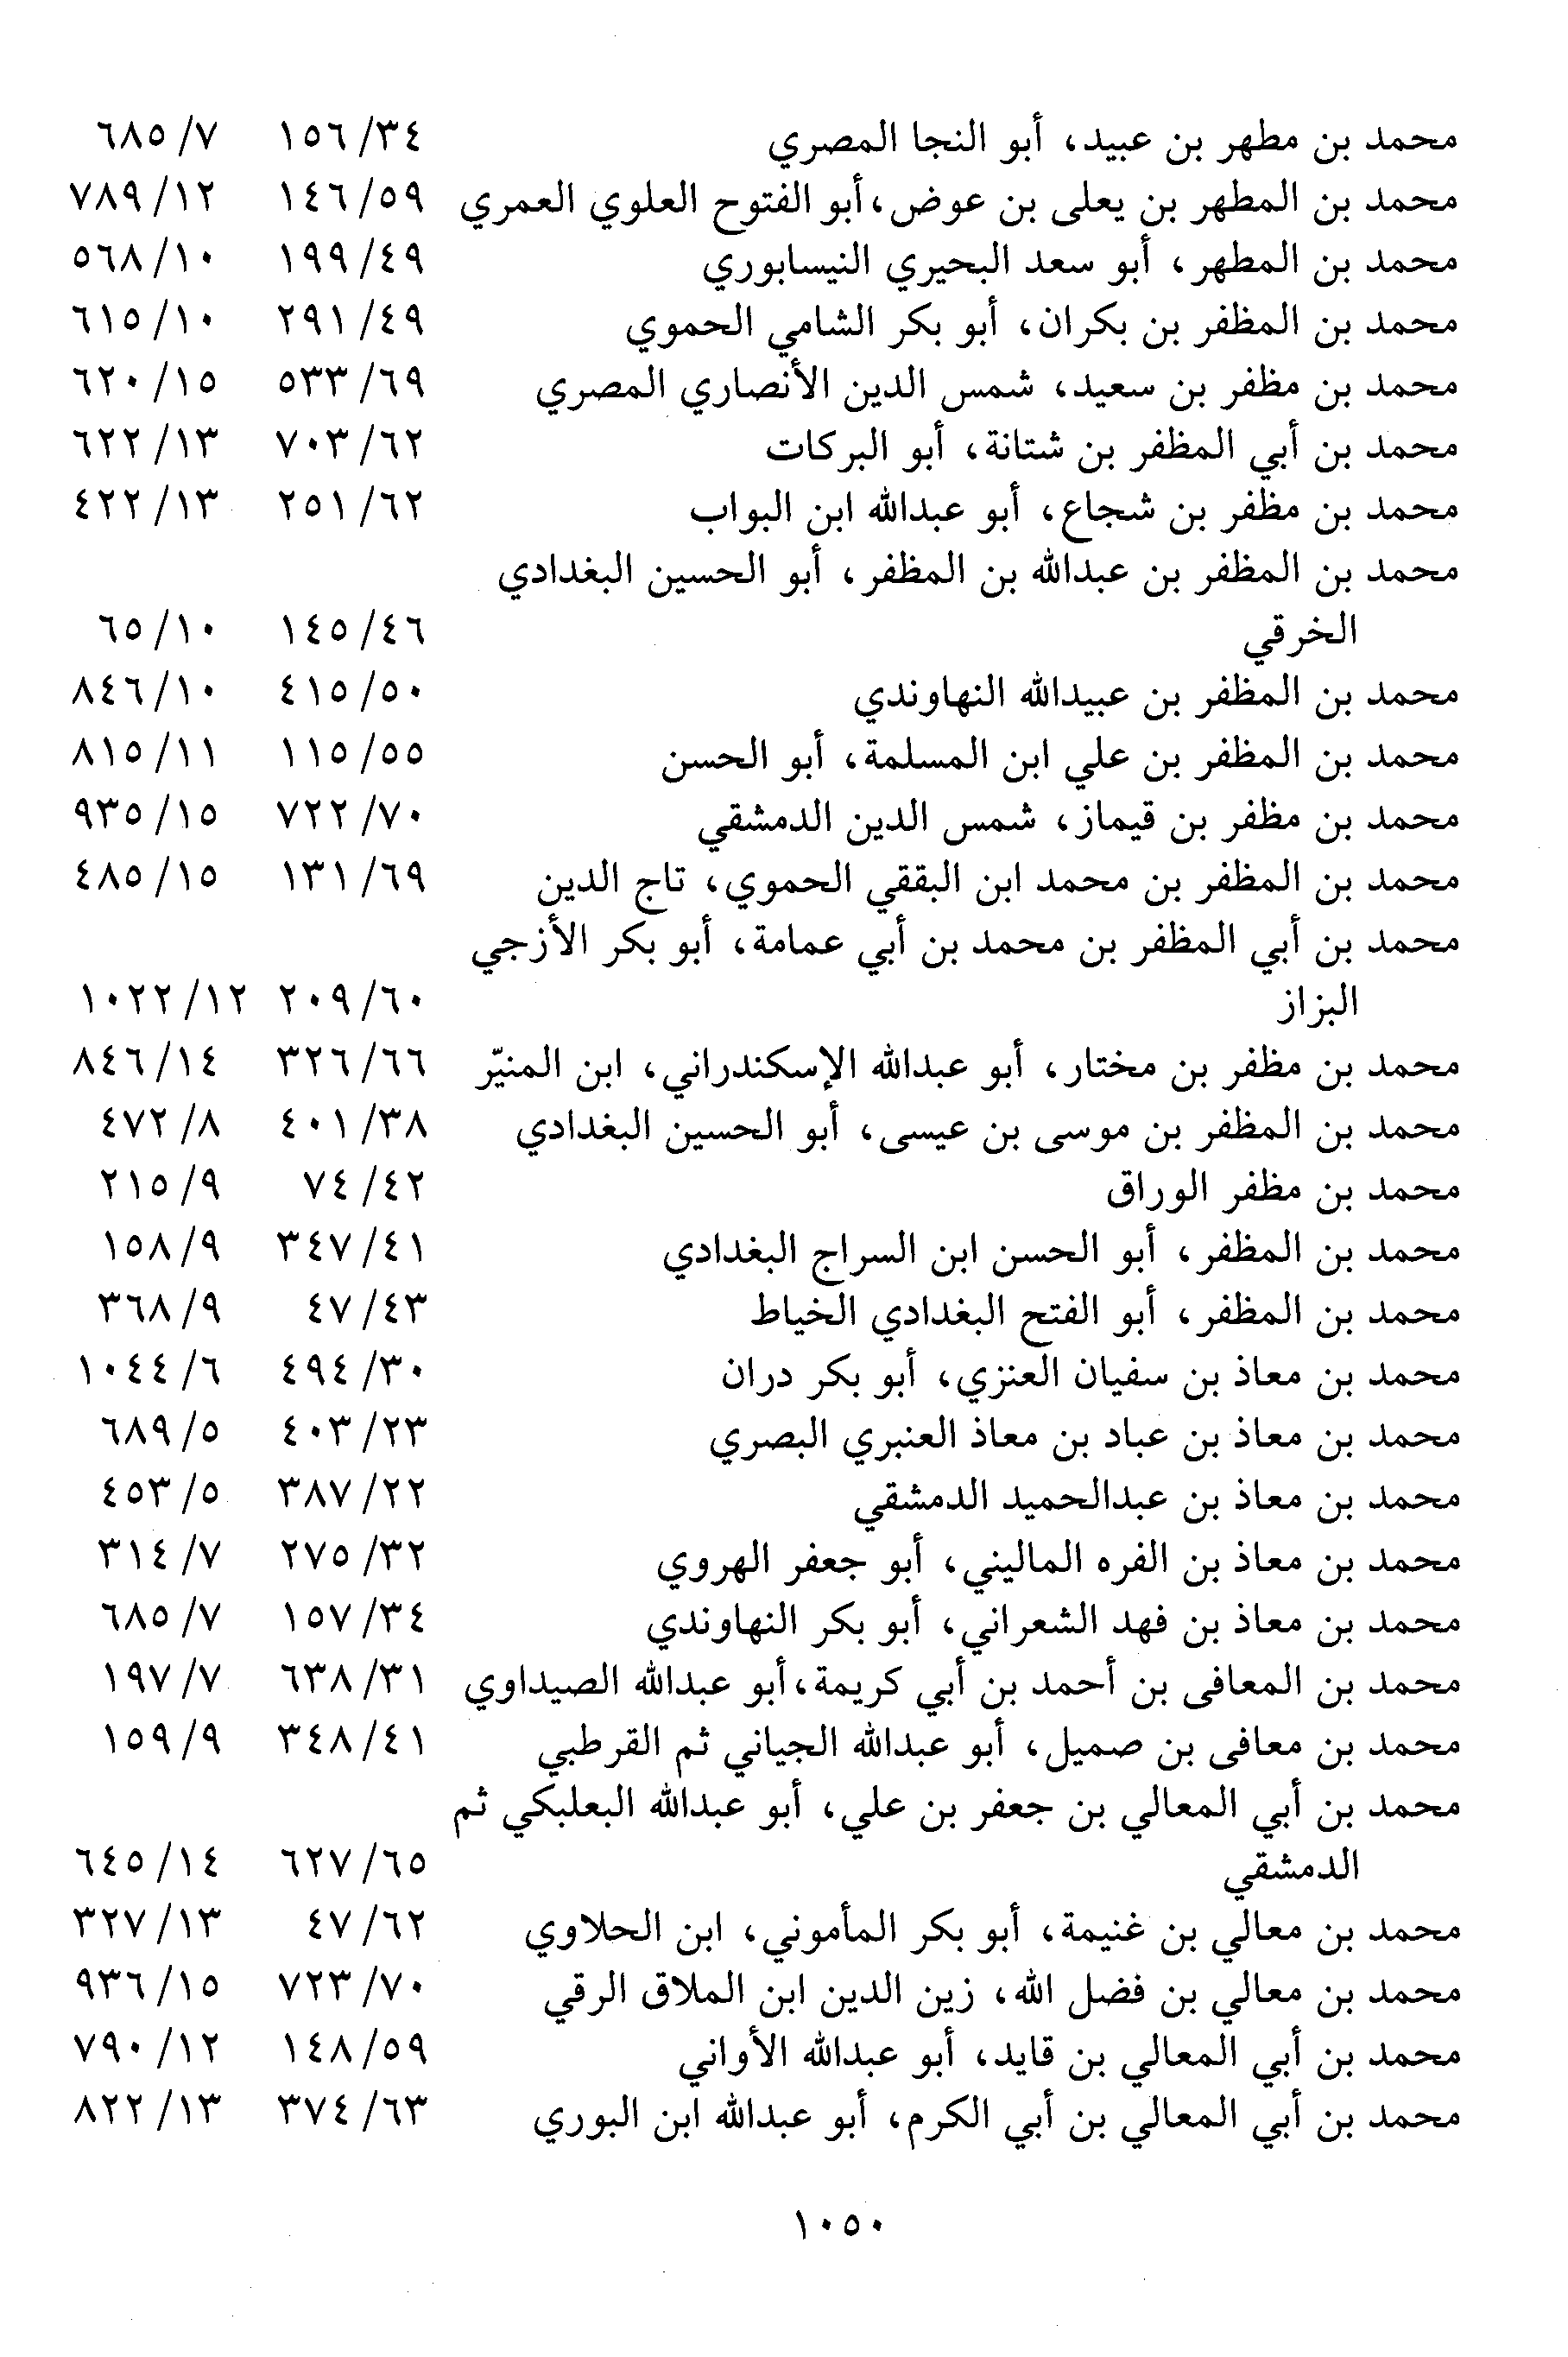 محمد بن مطهر بن عبيد، أبو النجا المصري ٣٤/ ١٥٦ ٧/ ٦٨٥
محمد بن المطهر بن يعلى بن عوض، أبو الفتوح العلوي العمري ٥٩/ ١٤٦ ١٢/ ٧٨٩
محمد بن المطهر، أبو سعد البحيري النيسابوري ٤٩/ ١٩٩ ١٠/ ٥٦٨
محمد بن المظفر بن بكران، أبو بكر الشامي الحموي ٤٩/ ٢٩١ ١٠/ ٦١٥
محمد بن مظفر بن سعيد، شمس الدين الأنصاري المصري ٦٩/ ٥٣٣ ١٥/ ٦٢٠
محمد بن أبي المظفر بن شتانة، أبو البركات ٦٢/ ٧٠٣ ١٣/ ٦٢٢
محمد بن مظفر بن شجاع، أبو عبدالله ابن البواب ٦٢/ ٢٥١ ١٣/ ٤٢٢
محمد بن المظفر بن عبدالله بن المظفر، أبو الحسين البغدادي
الخرقي ٤٦/ ١٤٥ ١٠/ ٦٥
محمد بن المظفر بن عبيدالله النهاوندي ٥٠/ ٤١٥ ١٠/ ٨٤٦
محمد بن المظفر بن علي ابن المسلمة، أبو الحسن ٥٥/ ١١٥ ١١/ ٨١٥
محمد بن مظفر بن قيماز، شمس الدين الدمشقي ٧٠/ ٧٢٢ ١٥/ ٩٣٥
محمد بن المظفر بن محمد ابن البققي الحموي، تاج الدين ٦٩/ ١٣١ ١٥/ ٤٨٥
محمد بن أبي المظفر بن محمد بن أبي عمامة، أبو بكر الأزجي
البزاز ٦٠/ ٢٠٩ ١٢/ ١٠٢٢
محمد بن مظفر بن مختار، أبو عبدالله الإسكندراني، ابن المنيّر ٦٦/ ٣٢٦ ١٤/ ٨٤٦
محمد بن المظفر بن موسى بن عيسى، أبو الحسين البغدادي ٣٨/ ٤٠١ ٨/ ٤٧٢
محمد بن مظفر الوراق ٤٢/ ٧٤ ٩/ ٢١٥
محمد بن المظفر، أبو الحسن ابن السراج البغدادي ٤١/ ٣٤٧ ٩/ ١٥٨
محمد بن المظفر، أبو الفتح البغدادي الخياط ٤٣/ ٤٧ ٩/ ٣٦٨
محمد بن معاذ بن سفيان العنزي، أبو بكر دران ٣٠/ ٤٩٤ ٦/ ١٠٤٤
محمد بن معاذ بن عباد بن معاذ العنبري البصري ٢٣/ ٤٠٣ ٥/ ٦٨٩
محمد بن معاذ بن عبدالحميد الدمشقي ٢٢/ ٣٨٧ ٥/ ٤٥٣
محمد بن معاذ بن الفره الماليني، أبو جعفر الهروي ٣٢/ ٢٧٥ ٧/ ٣١٤
محمد بن معاذ بن فهد الشعراني، أبو بكر النهاوندي ٣٤/ ١٥٧ ٧/ ٦٨٥
محمد بن المعافى بن أحمد بن أبي كريمة، أبو عبدالله الصيداوي ٣١/ ٦٣٨ ٧/ ١٩٧
محمد بن معافى بن صميل، أبو عبدالله الجياني ثم القرطبي ٤١/ ٣٤٨ ٩/ ١٥٩
محمد بن أبي المعالي بن جعفر بن علي، أبو عبدالله البعلبكي ثم
الدمشقي ٦٥/ ٦٢٧ ١٤/ ٦٤٥
محمد بن معالي بن غنيمة، أبو بكر المأموني، ابن الحلاوي ٦٢/ ٤٧ ١٣/ ٣٢٧
محمد بن معالي بن فضل الله، زين الدين ابن الملاق الرقي ٧٠/ ٧٢٣ ١٥/ ٩٣٦
محمد بن أبي المعالي بن قايد، أبو عبدالله الأواني ٥٩/ ١٤٨ ١٢/ ٧٩٠
محمد بن أبي المعالي بن أبي الكرم، أبو عبدالله ابن البوري ٦٣/ ٣٧٤ ١٣/ ٨٢٢
١٠٥٠